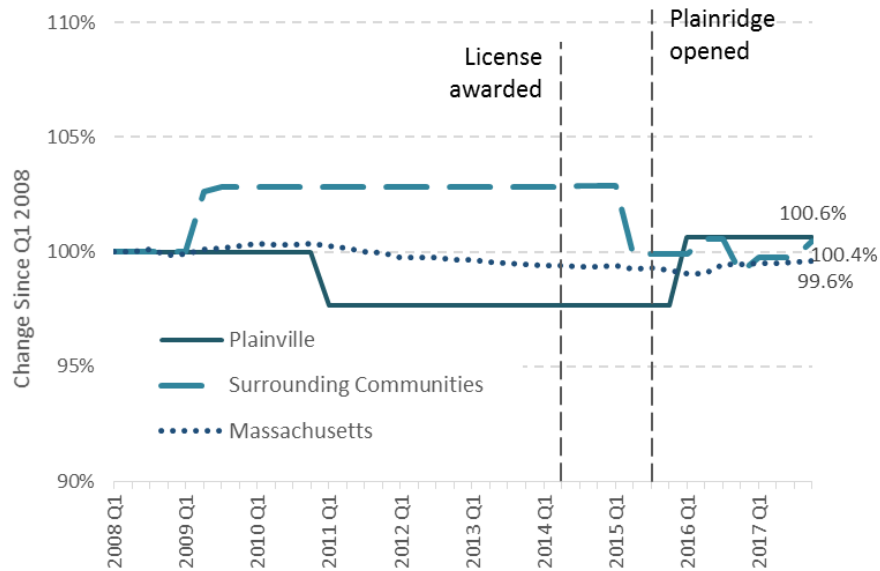 110%
License
awarded
Plainridge
opened
105%
Change Since Q1 2008
100.6%
100%
100.4%
99.6%
Plainville
95%
Surrounding Communities
Massachusetts
90%
2008 Q1
2009 Q1
2010 Q1
2011 Q1
2012 Q1
2013 Q1
2014 Q1
2015 Q1
2016 Q1
2017 Q1